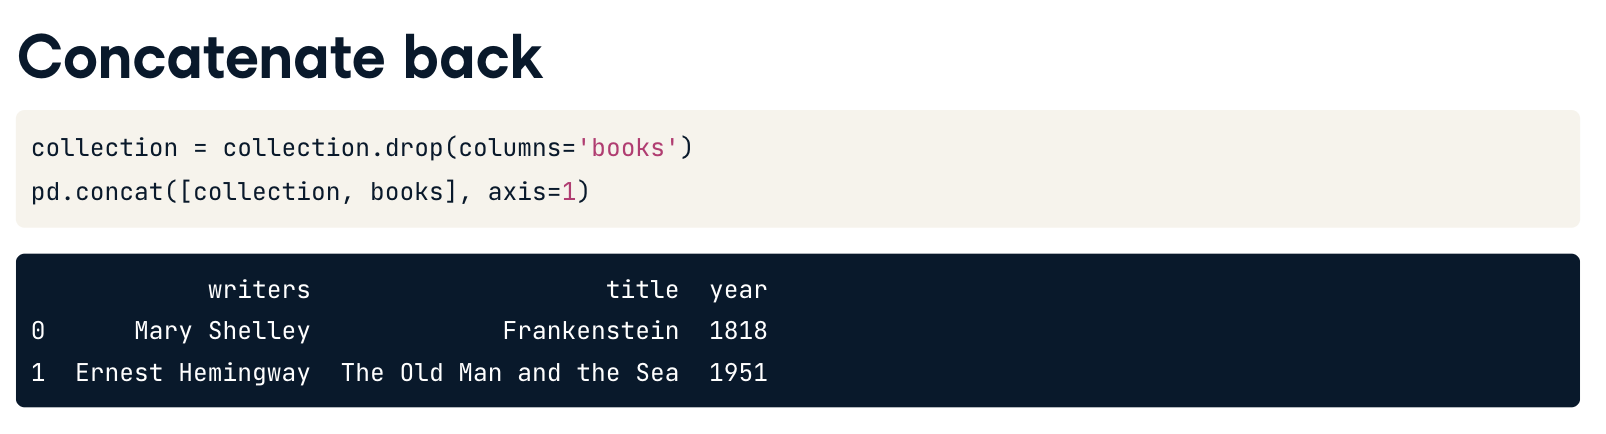 Concatenate back
collection = collection.drop(columns='books')
pd.concat([collection, books], axis=1)
writers title year
0 Mary Shelley Frankenstein 1818
1 Ernest Hemingway The Old Man and the Sea 1951